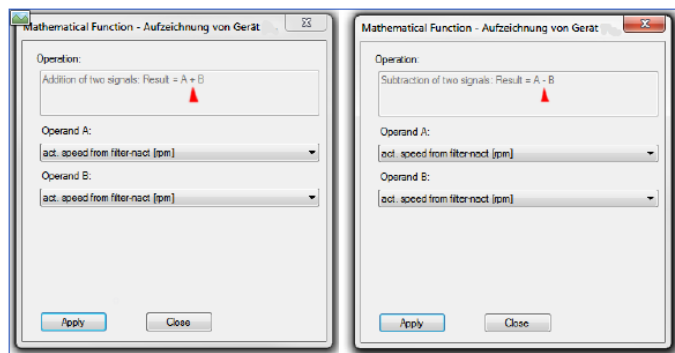 Mathematical Function - Aufzeichnung von Gerät
Operation:
Addition of two signals: Result = A + B
Operand A:
act. speed from filter-nact [rpm]
Operand B:
act. speed from filter-nact [rpm]
Apply
Close
Mathematical Function - Aufzeichnung von Gerät
Operation:
Subtraction of two signals: Result = A - B
Operand A:
act. speed from filter-nact [rpm]
Operand B:
act. speed from filter-nact [rpm]
Apply
Close